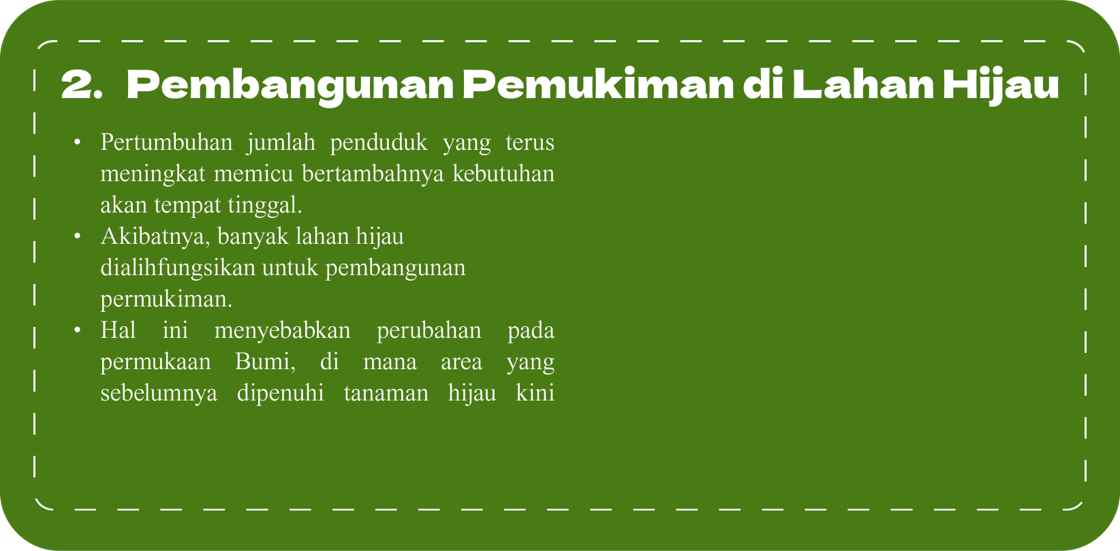 2. Pembangunan Pemukiman di Lahan Hijau
• Pertumbuhan jumlah penduduk yang terus
meningkat memicu bertambahnya kebutuhan
akan tempat tinggal.
• Akibatnya, banyak lahan hijau
dialihfungsikan untuk pembangunan
permukiman.
• Hal ini menyebabkan perubahan pada
permukaan Bumi, di mana area yang
sebelumnya dipenuhi tanaman hijau kini